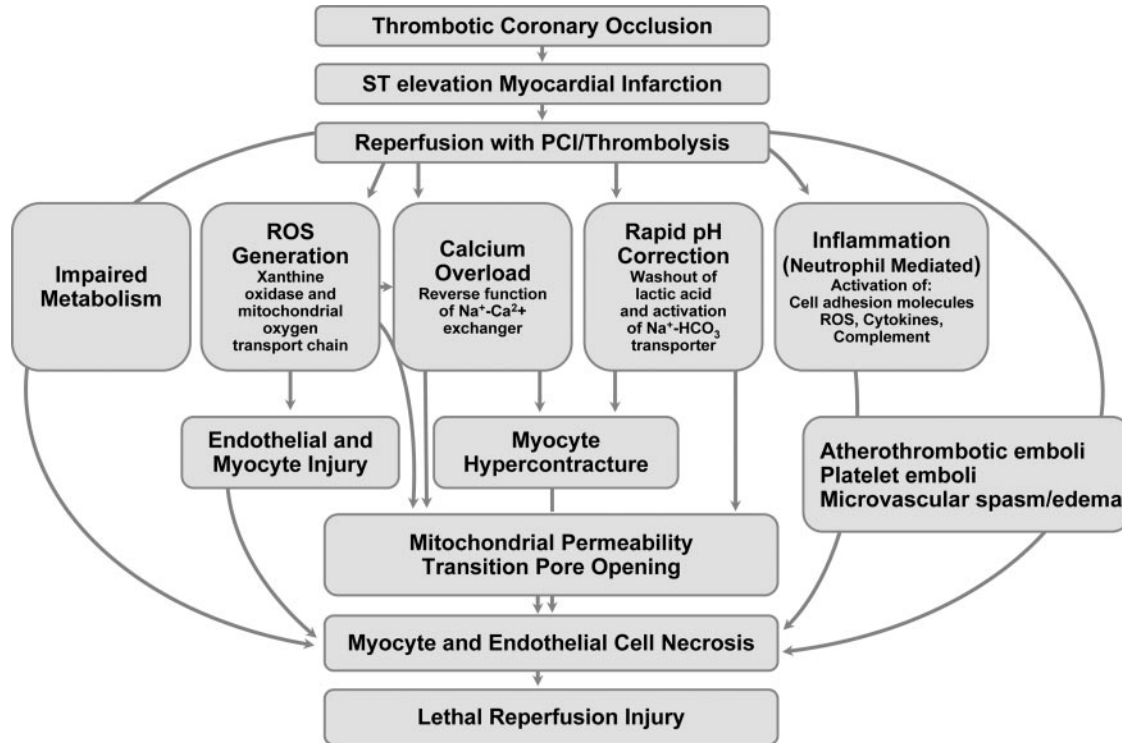 Thrombotic Coronary Occlusion
ST elevation Myocardial Infarction
Reperfusion with PCI/Thrombolysis
Impaired
Metabolism
ROS
Generation
Xanthine
oxidase and
mitochondrial
oxygen
transport chain
Calcium
Overload
Reverse function
of Na⁺-Ca²+
exchanger
Rapid pH
Correction
Washout of
lactic acid
and activation
of Na⁺-HCO₃
transporter
Inflammation
(Neutrophil Mediated)
Activation of:
Cell adhesion molecules
ROS, Cytokines,
Complement
Endothelial and
Myocyte Injury
Myocyte
Hypercontracture
Atherothrombotic emboli
Platelet emboli
Microvascular spasm/edema
Mitochondrial Permeability
Transition Pore Opening
Myocyte and Endothelial Cell Necrosis
Lethal Reperfusion Injury